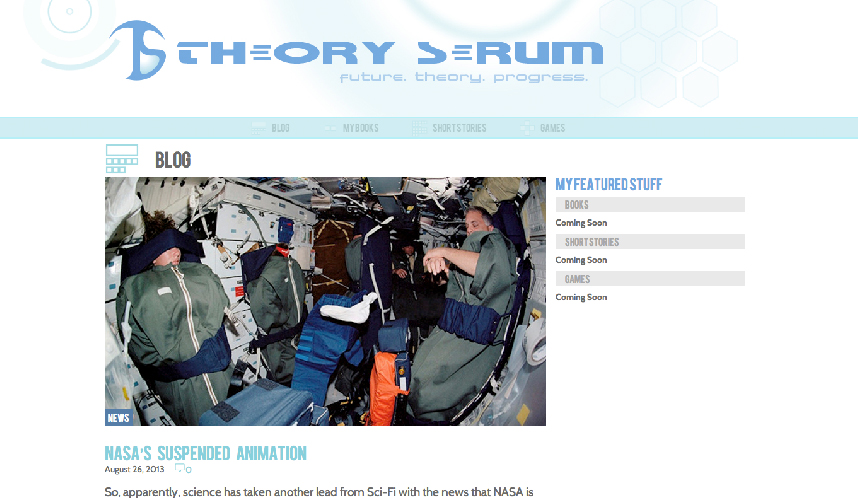 THEORY SERUM
future. theory. progress.
BLOG
MY BOOKS
SHORT STORIES
GAMES
BLOG
NEWS
NASA'S SUSPENDED ANIMATION
August 26, 2013 0
So, apparently, science has taken another lead from Sci-Fi with the news that NASA is
MY FEATURED STUFF
BOOKS
Coming Soon
SHORT STORIES
Coming Soon
GAMES
Coming Soon